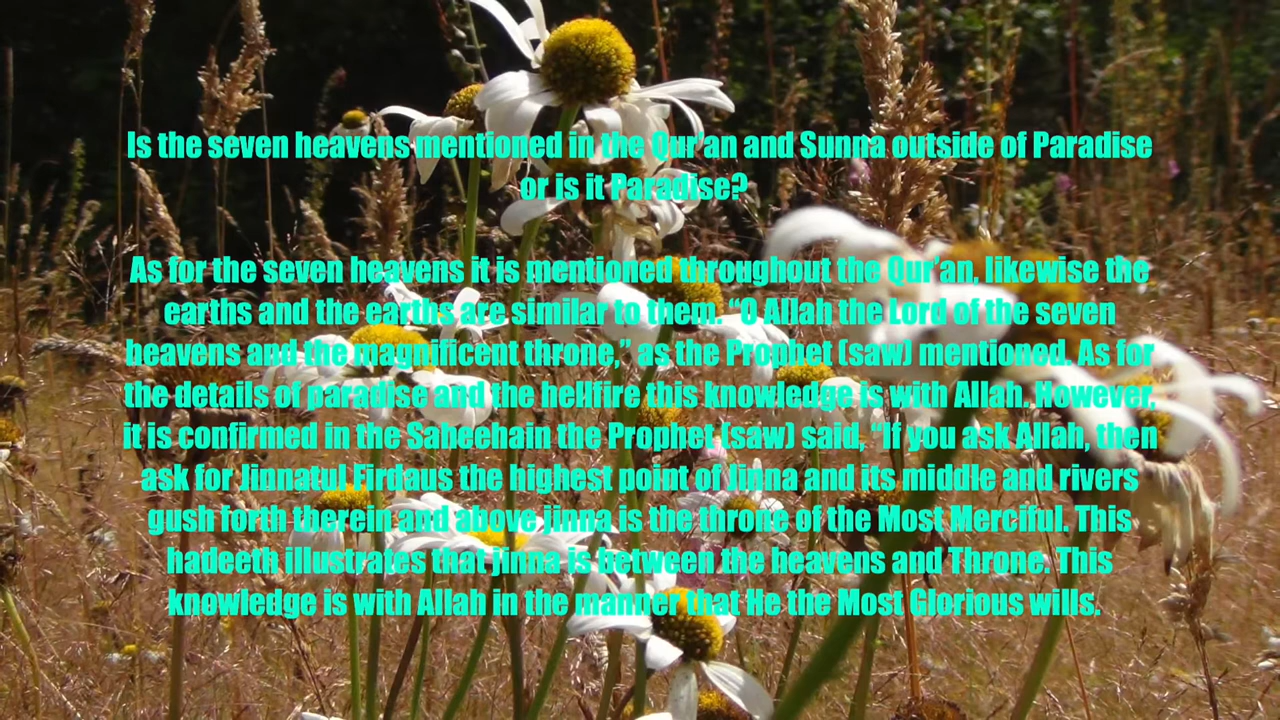 Is the seven heavens mentioned in the Qur'an and Sunna outside of Paradise
or is it Paradise?
As for the seven heavens it is mentioned throughout the Qur'an, likewise the
earths and the earths are similar to them. “O Allah the Lord of the seven
heavens and the magnificent throne,” as the Prophet (saw) mentioned. As for
the details of paradise and the hellfire this knowledge is with Allah. However,
it is confirmed in the Saheehain the Prophet (saw) said, “If you ask Allah, then
ask for Jinnatul Firdaus the highest point of Jinna and its middle and rivers
gush forth therein and above jinna is the throne of the Most Merciful. This
hadeeth illustrates that jinna is between the heavens and Throne. This
knowledge is with Allah in the manner that He the Most Glorious wills.